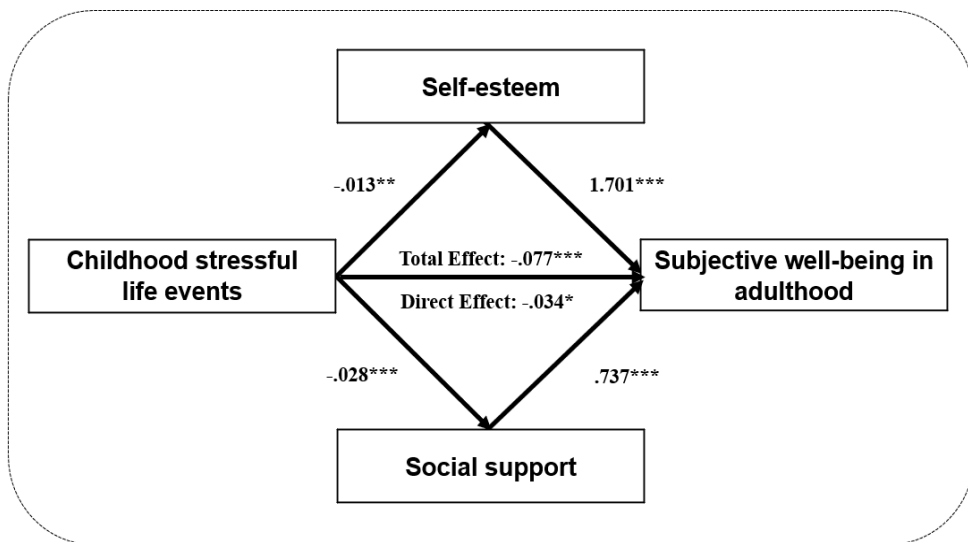 Self-esteem
-.013**
1.701***
Childhood stressful
life events
Total Effect: -.077***
Direct Effect: -.034*
Subjective well-being in
adulthood
-.028***
.737***
Social support